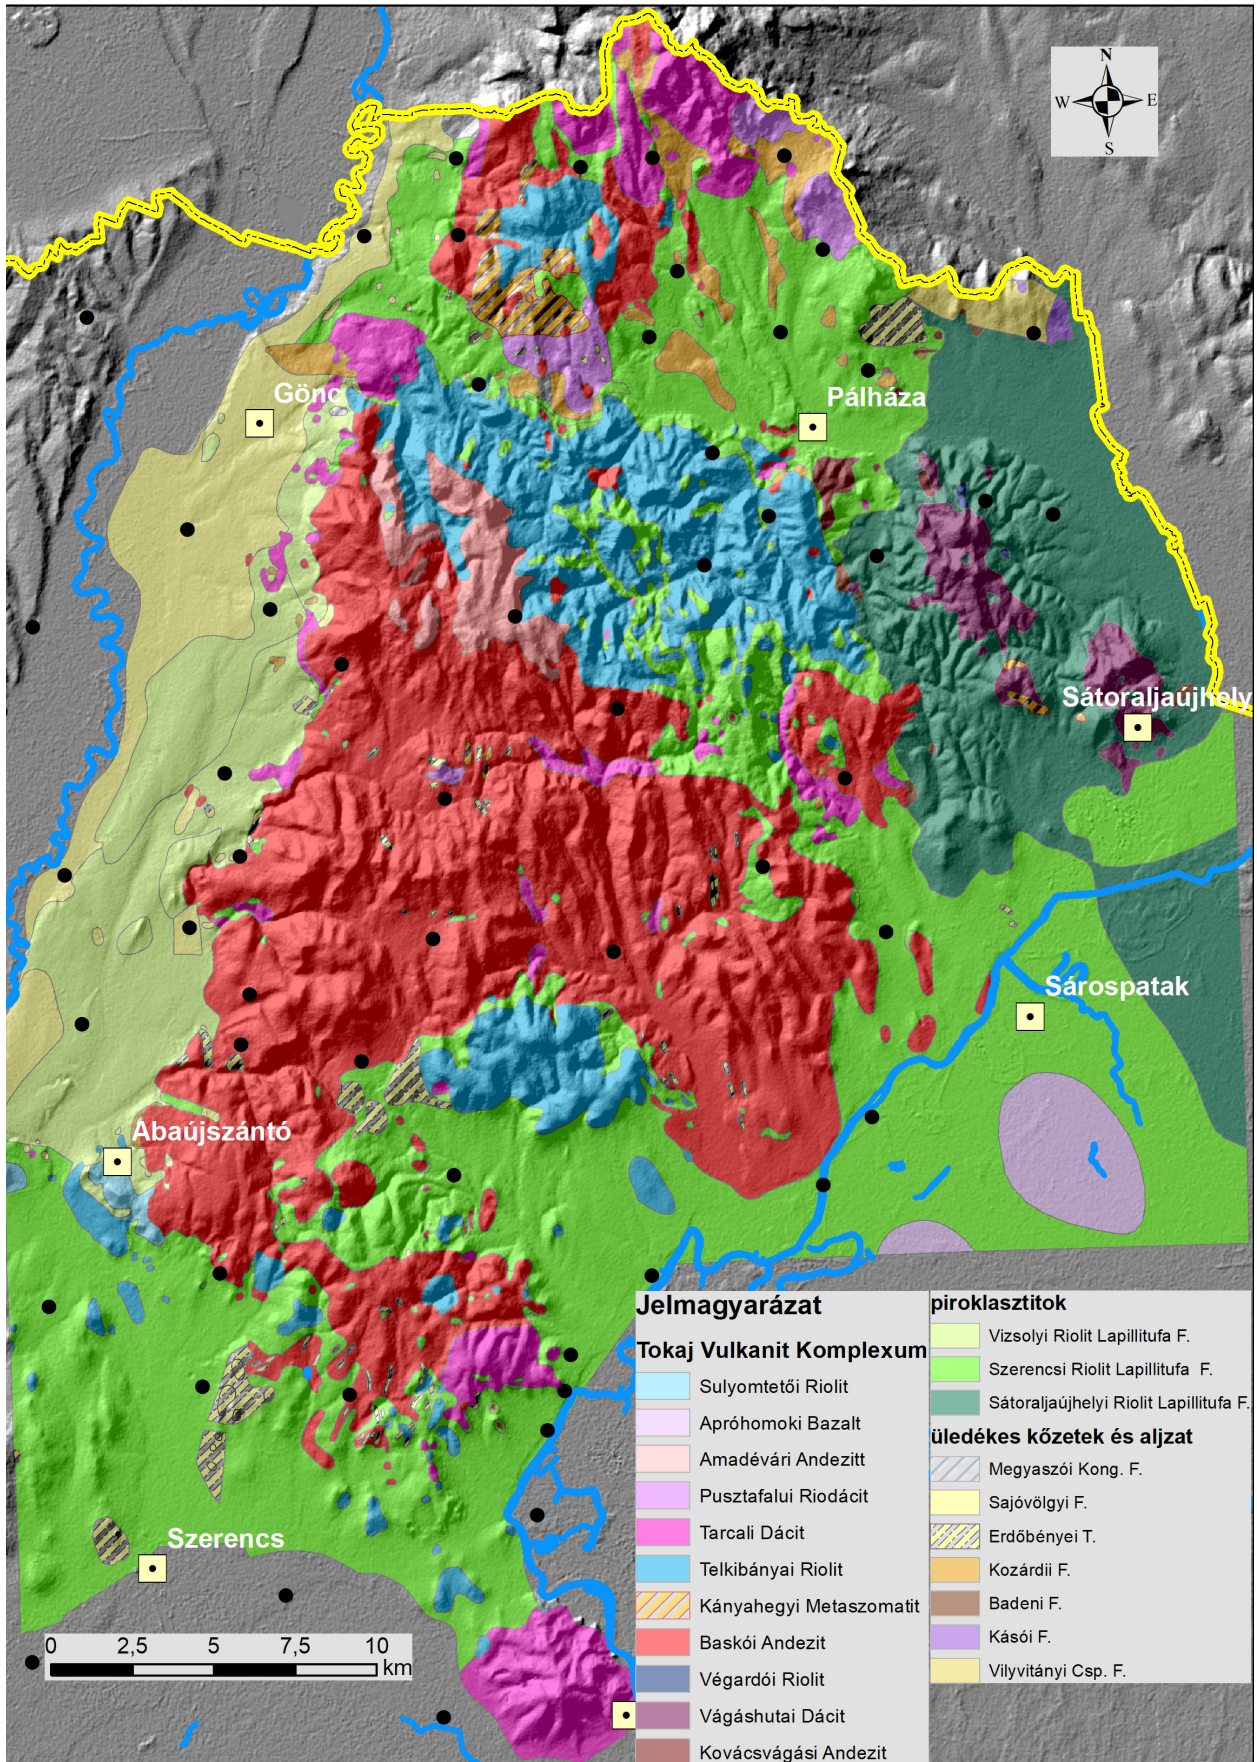 N
W E
S
Gönc
Pálháza
Sátoraljaújhely
Sárospatak
Abaújszántó
Szerencs
0 2,5 5 7,5 10
km
Jelmagyarázat
Tokaj Vulkanit Komplexum
Sulyomtetői Riolit
Apróhomoki Bazalt
Amadévári Andezitt
Pusztafalui Riodácit
Tarcali Dácit
Telkibányai Riolit
Kányahegyi Metaszomatit
Baskói Andezit
Végardói Riolit
Vágáshutai Dácit
Kovácsvágási Andezit
piroklasztitok
Vizsolyi Riolit Lapillitufa F.
Szerencsi Riolit Lapillitufa F.
Sátoraljaújhelyi Riolit Lapillitufa F.
üledékes kőzetek és aljzat
Megyaszói Kong. F.
Sajóvölgyi F.
Erdőbényei T.
Kozárdii F.
Badeni F.
Kásói F.
Vilyvitányi Csp. F.